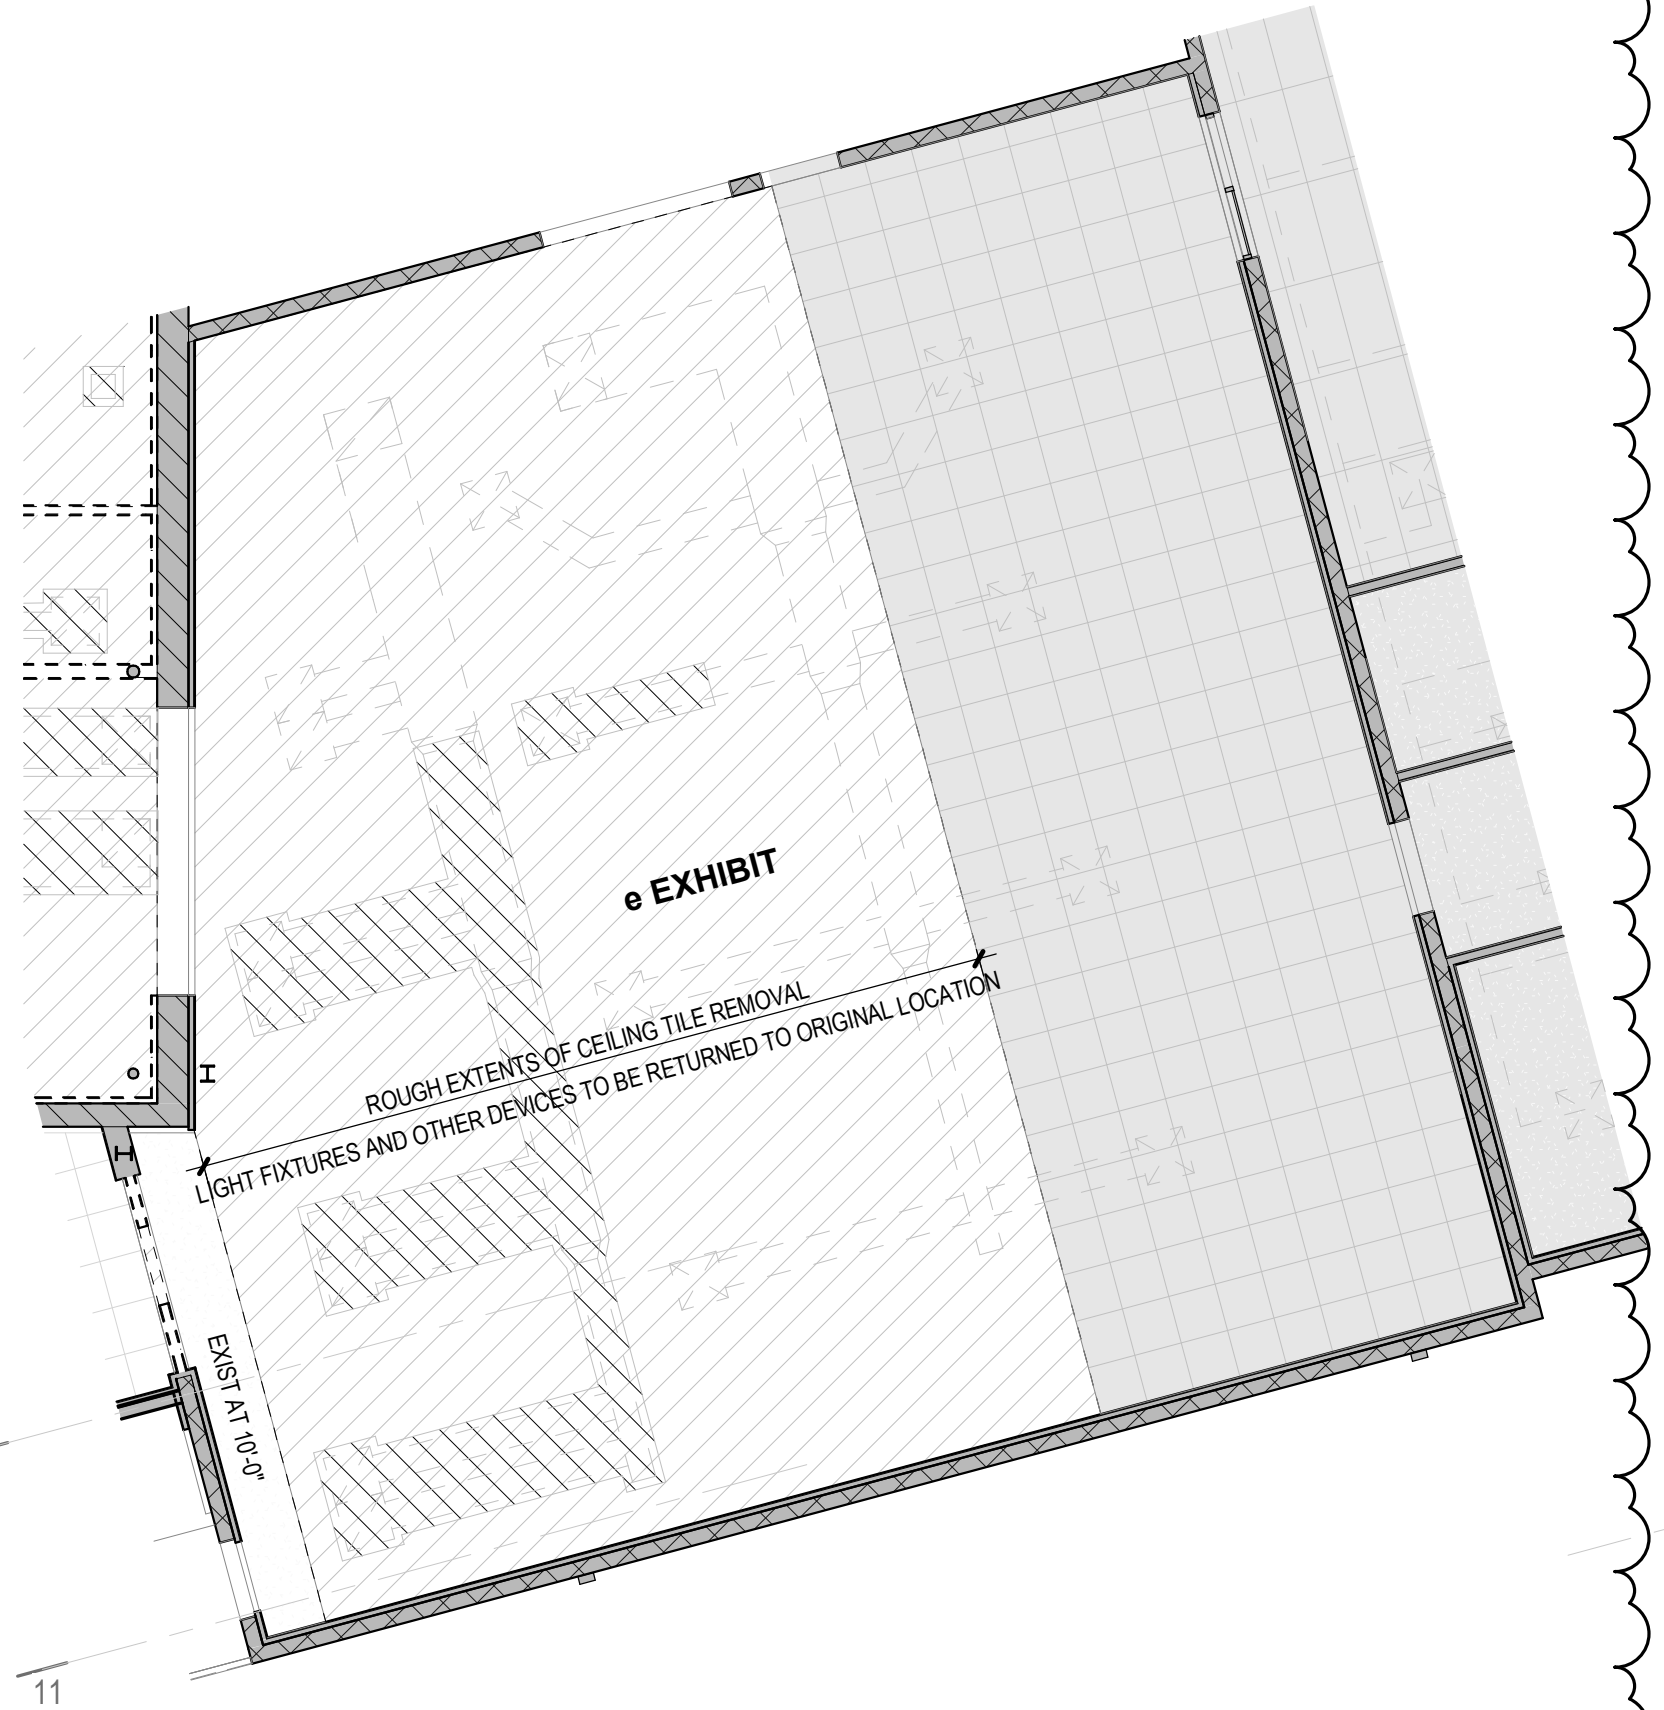 e EXHIBIT
ROUGH EXTENTS OF CEILING TILE REMOVAL
LIGHT FIXTURES AND OTHER DEVICES TO BE RETURNED TO ORIGINAL LOCATION
EXIST AT 10'-0"
11